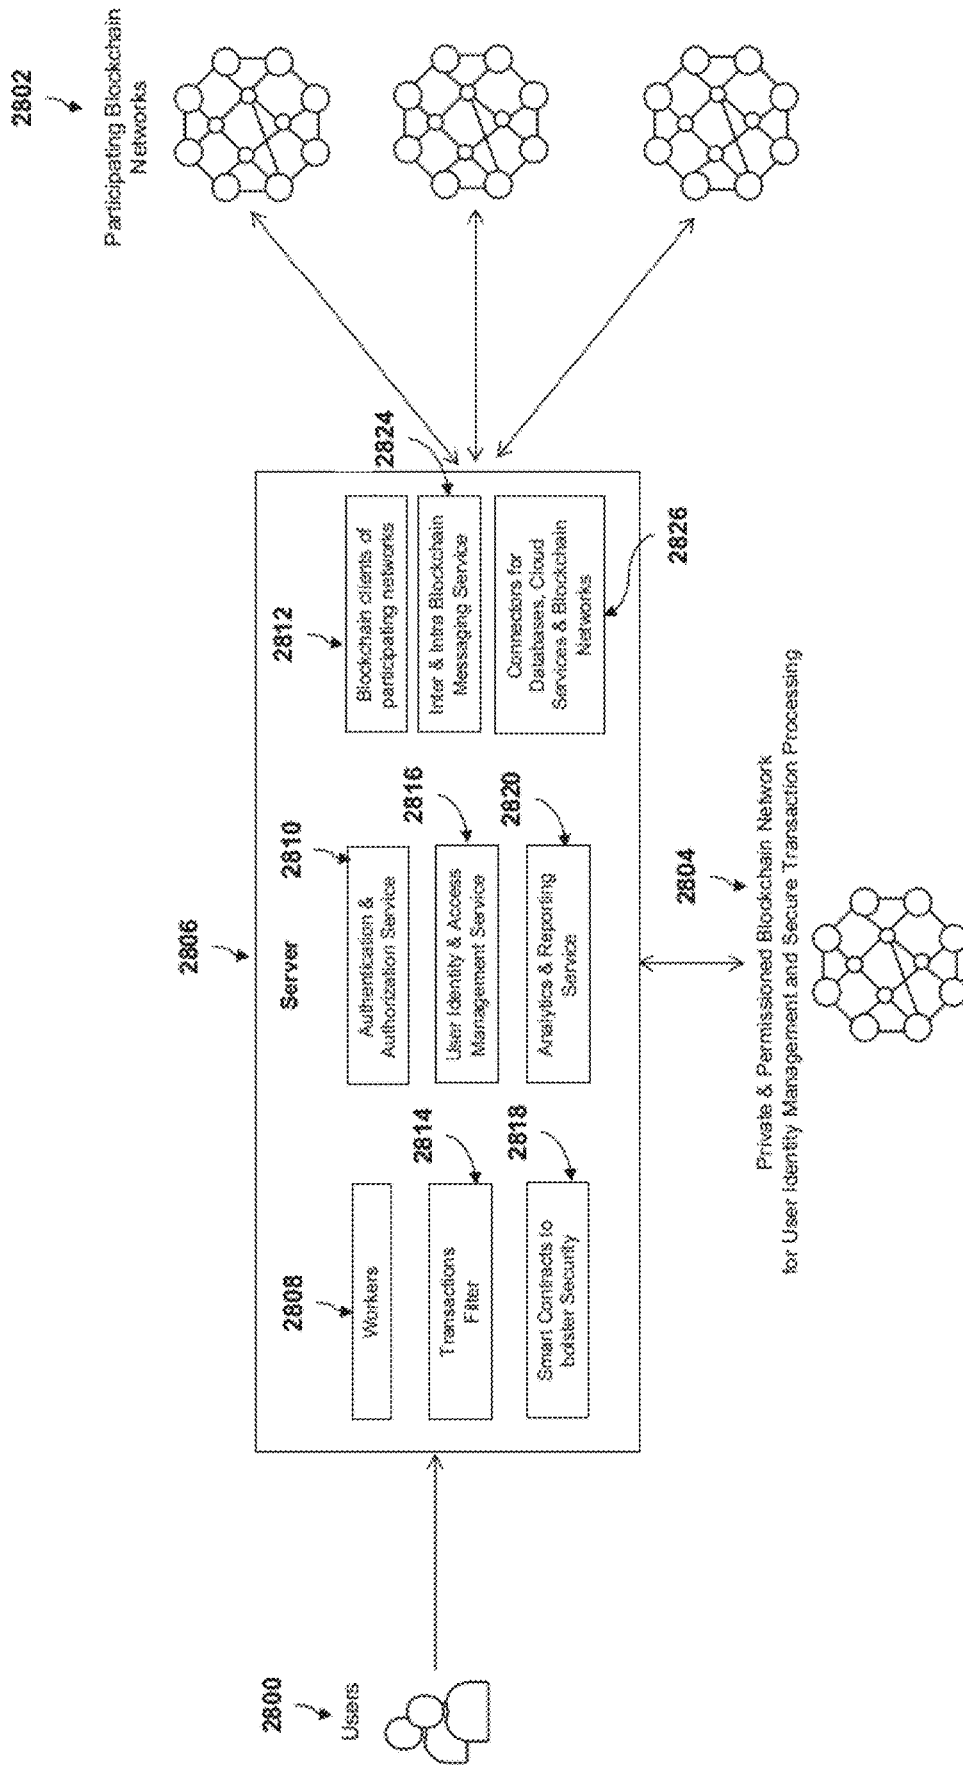 2800
Users
2806
Server
2808
Workers
2814
Transactions
Filter
2818
Smart Contracts to
bolster Security
2810
Authentication &
Authorization Service
2816
User Identity & Access
Management Service
2820
Analytics & Reporting
Service
2812
Blockchain clients of
participating networks
2824
Inter & Intra Blockchain
Messaging Service
2826
Connectors for
Databases, Cloud
Services & Blockchain
Networks
2802
Participating Blockchain
Networks
2804
Private & Permissioned Blockchain Network
for User Identity Management and Secure Transaction Processing